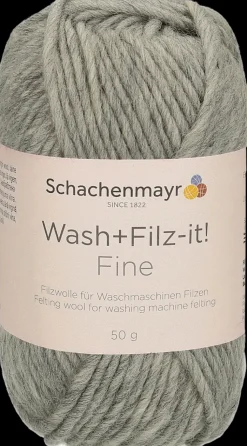 Schachenmayr
SINCE 1822
Wash+Filz-it!
Fine
Filzwolle für Waschmaschinen Filzen
Felting wool for washing machine felting
50 g